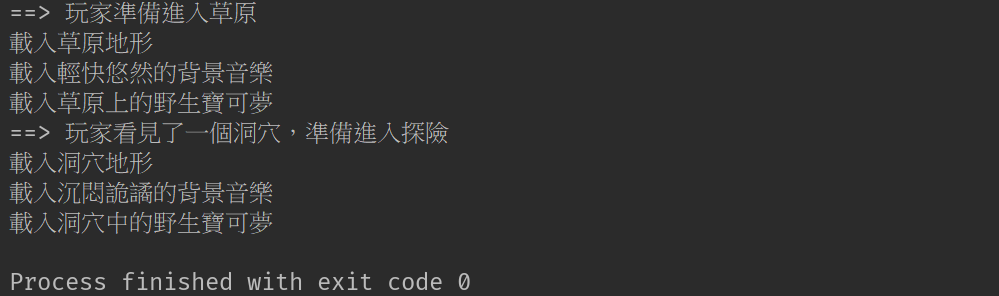 ==> 玩家準備進入草原
載入草原地形
載入輕快悠然的背景音樂
載入草原上的野生寶可夢
==> 玩家看見了一個洞穴，準備進入探險
載入洞穴地形
載入沉悶詭譎的背景音樂
載入洞穴中的野生寶可夢
Process finished with exit code 0